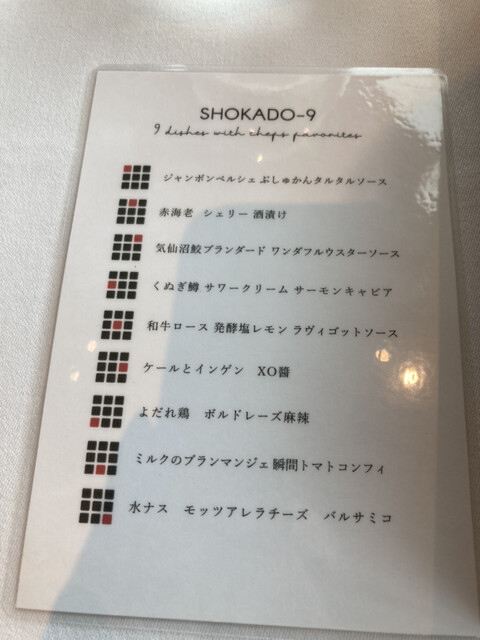 SHOKADO-9
9 dishes with chefs favorites
ジャンボンペルシェ ぶしゅかんタルタルソース
赤海老 シェリー 酒漬け
気仙沼鮫ブランダード ワンダフルウスターソース
くぬぎ鱒 サワークリーム サーモンキャビア
和牛ロース 発酵塩レモン ラヴィゴットソース
ケールとインゲン XO醬
よだれ鶏 ボルドレーズ麻辣
ミルクのブランマンジェ 瞬間トマトコンフィ
水ナス モッツアレラチーズ バルサミコ